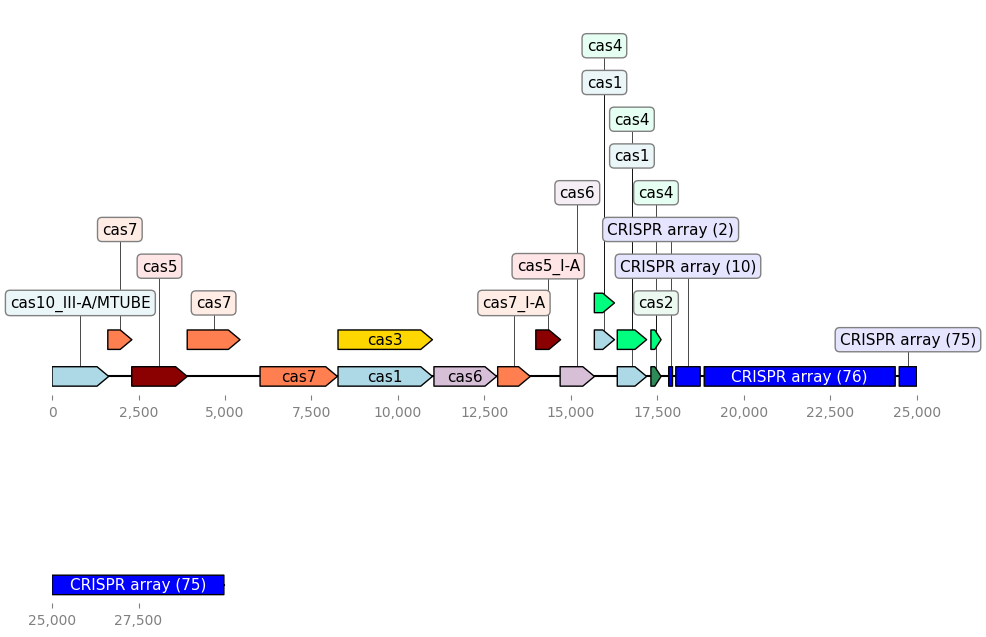 cas4
cas1
cas4
cas1
cas6
cas4
cas7
CRISPR array (2)
cas5
cas5_I-A
CRISPR array (10)
cas10_III-A/MTUBE
cas7
cas7_I-A
cas2
cas3
CRISPR array (75)
cas7
cas1
cas6
CRISPR array (76)
0
2,500
5,000
7,500
10,000
12,500
15,000
17,500
20,000
22,500
25,000
CRISPR array (75)
25,000
27,500